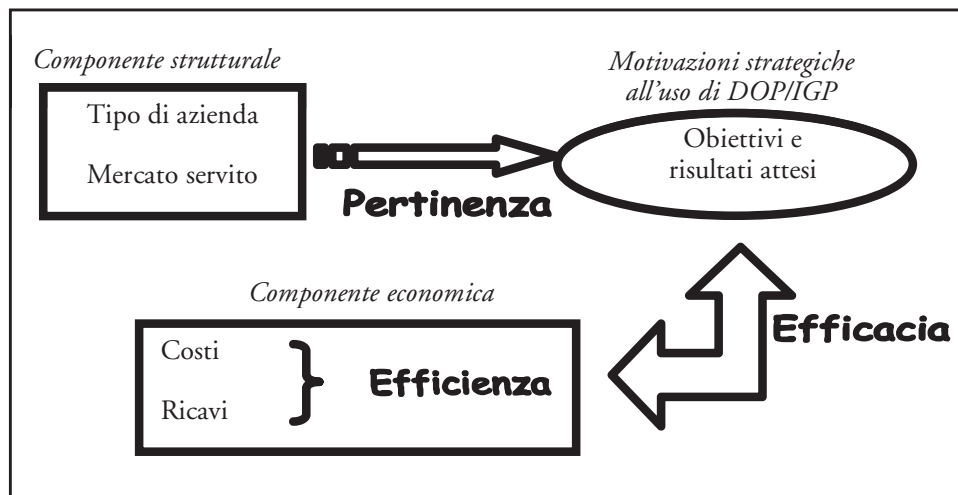 Componente strutturale
Tipo di azienda
Mercato servito
Pertinenza
Motivazioni strategiche
all'uso di DOP/IGP
Obiettivi e
risultati attesi
Componente economica
Costi
Ricavi
Efficienza
Efficacia